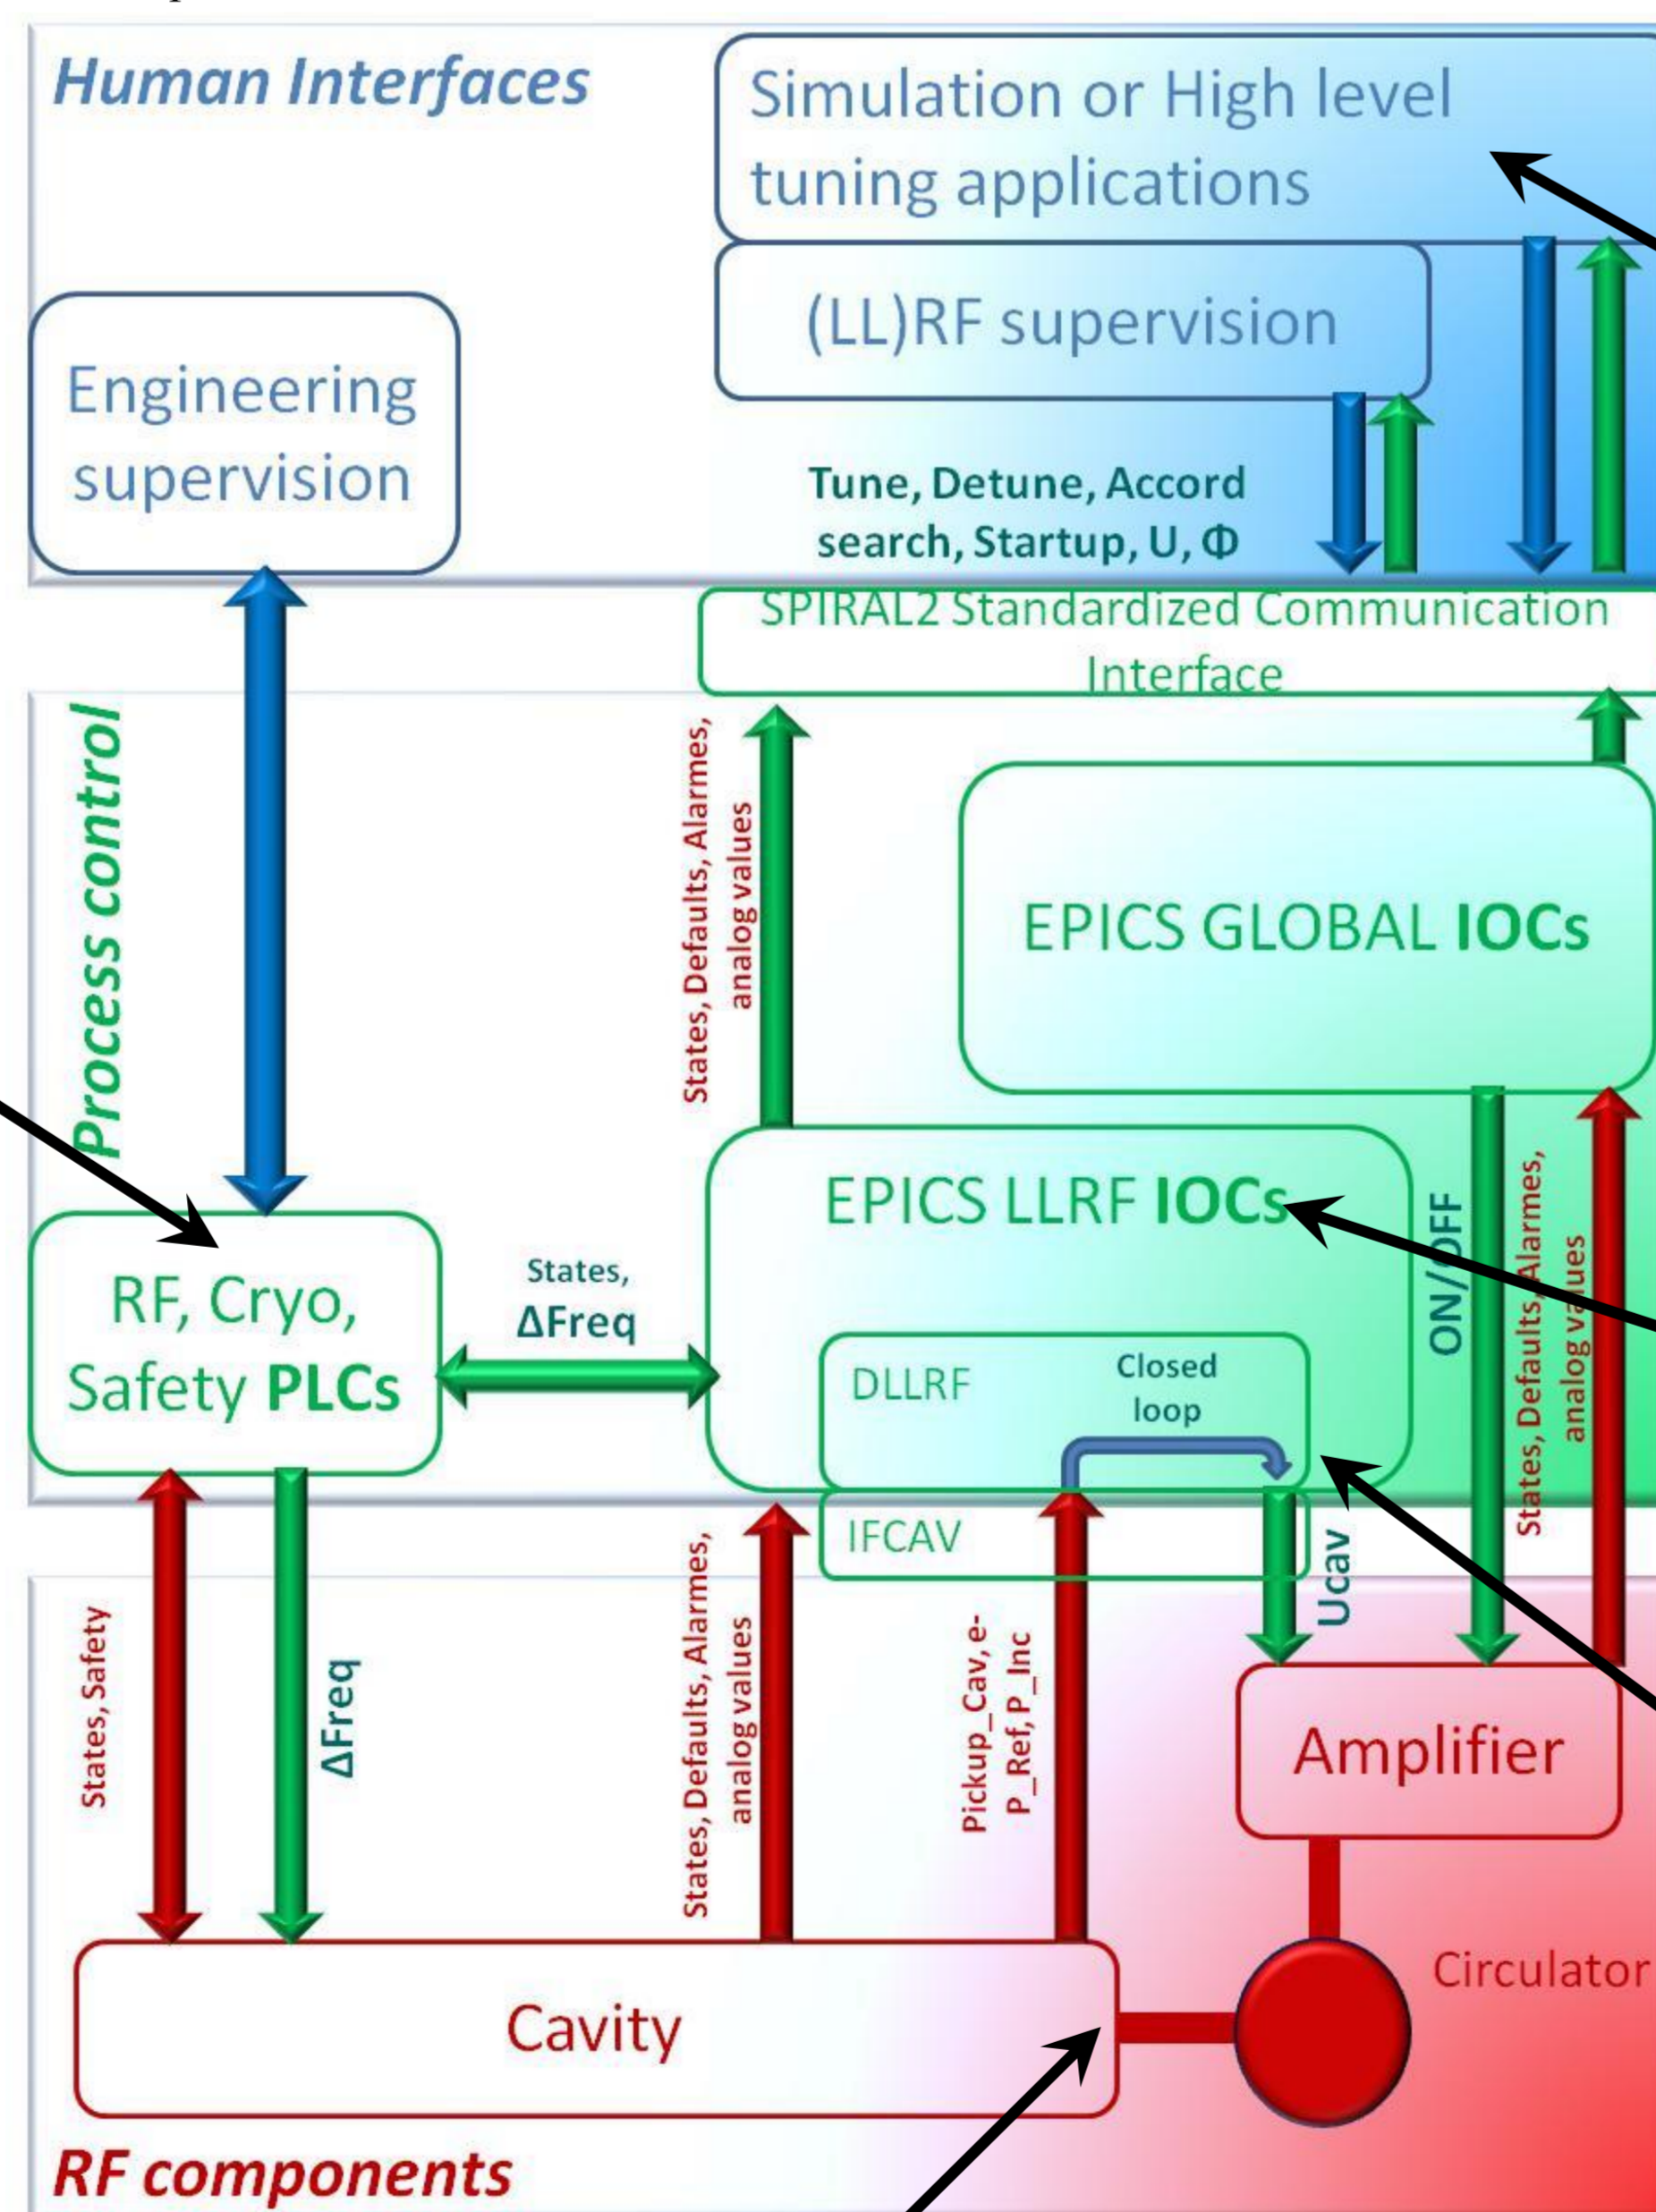 Human Interfaces
Simulation or High level
tuning applications
(LL)RF supervision
Engineering
supervision
Tune, Detune, Accord
search, Startup, U, Φ
SPIRAL2 Standardized Communication
Interface
Process control
States, Defaults, Alarmes,
analog values
EPICS GLOBAL IOCs
EPICS LLRF IOCs
RF, Cryo,
Safety PLCs
States,
ΔFreq
DLLRF
Closed
loop
IFCAV
ON/OFF
States, Defaults, Alarmes,
analog values
Ucav
States, Safety
ΔFreq
States, Defaults, Alarmes,
analog values
Pickup_Cav, e-
P_Ref, P_Inc
Amplifier
Circulator
Cavity
RF components